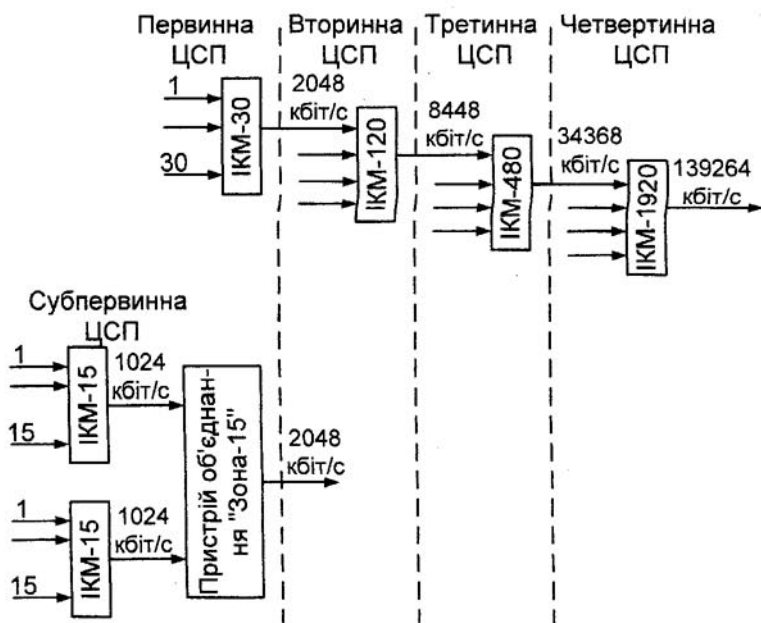 Первинна
ЦСП
Вторинна
ЦСП
Третинна
ЦСП
Четвертинна
ЦСП
1
30
ІКМ-30
2048
кбіт/с
ІКМ-120
8448
кбіт/с
ІКМ-480
34368
кбіт/с
ІКМ-1920
139264
кбіт/с
Субпервинна
ЦСП
1
15
ІКМ-15
1024
кбіт/с
1
15
ІКМ-15
1024
кбіт/с
Пристрій об'єднан-
ня "Зона-15"
2048
кбіт/с